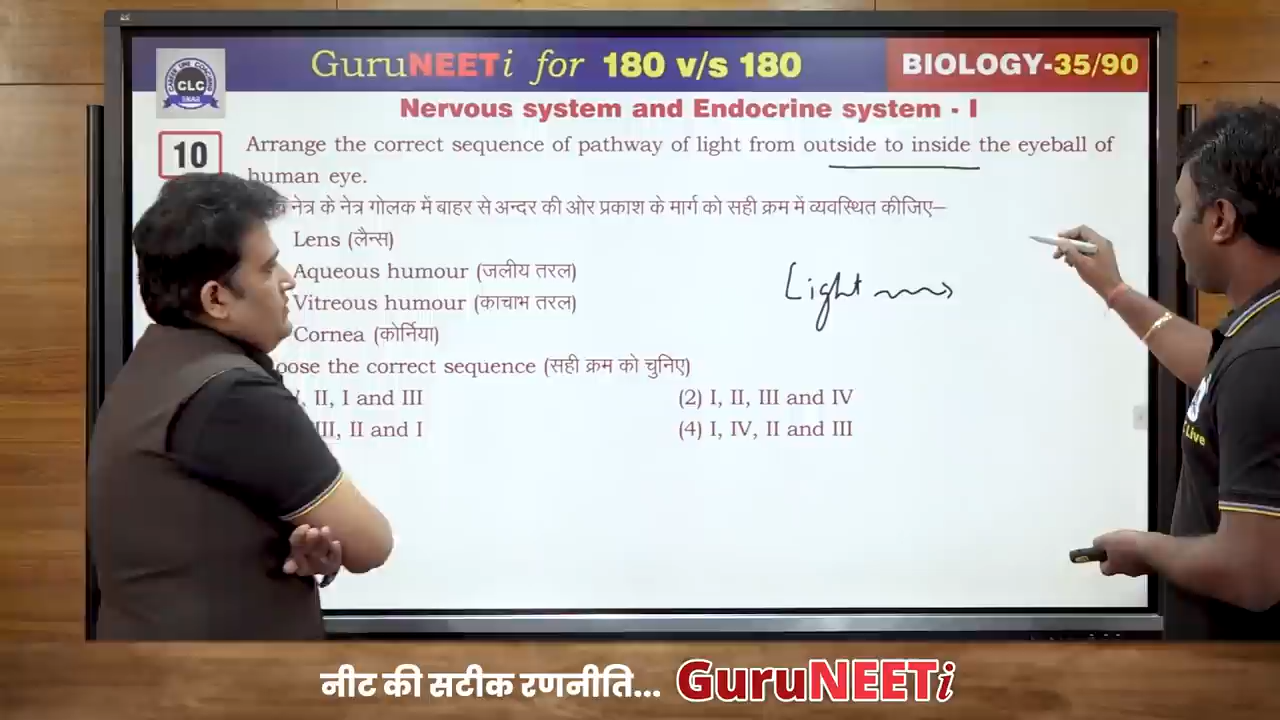 GuruNEETi for 180 v/s 180
BIOLOGY-35/90
CLC
Nervous system and Endocrine system - I
10
Arrange the correct sequence of pathway of light from outside to inside the eyeball of
human eye.
नेत्र के नेत्र गोलक में बाहर से अन्दर की ओर प्रकाश के मार्ग को सही क्रम में व्यवस्थित कीजिए–
Lens (लैन्स)
Aqueous humour (जलीय तरल)
Light
Vitreous humour (काचाभ तरल)
Cornea (कोर्निया)
the correct sequence (सही क्रम को चुनिए)
II, I and III
(2) I, II, III and IV
III, II and I
(4) I, IV, II and III
Live
नीट की सटीक रणनीति... GuruNEETi